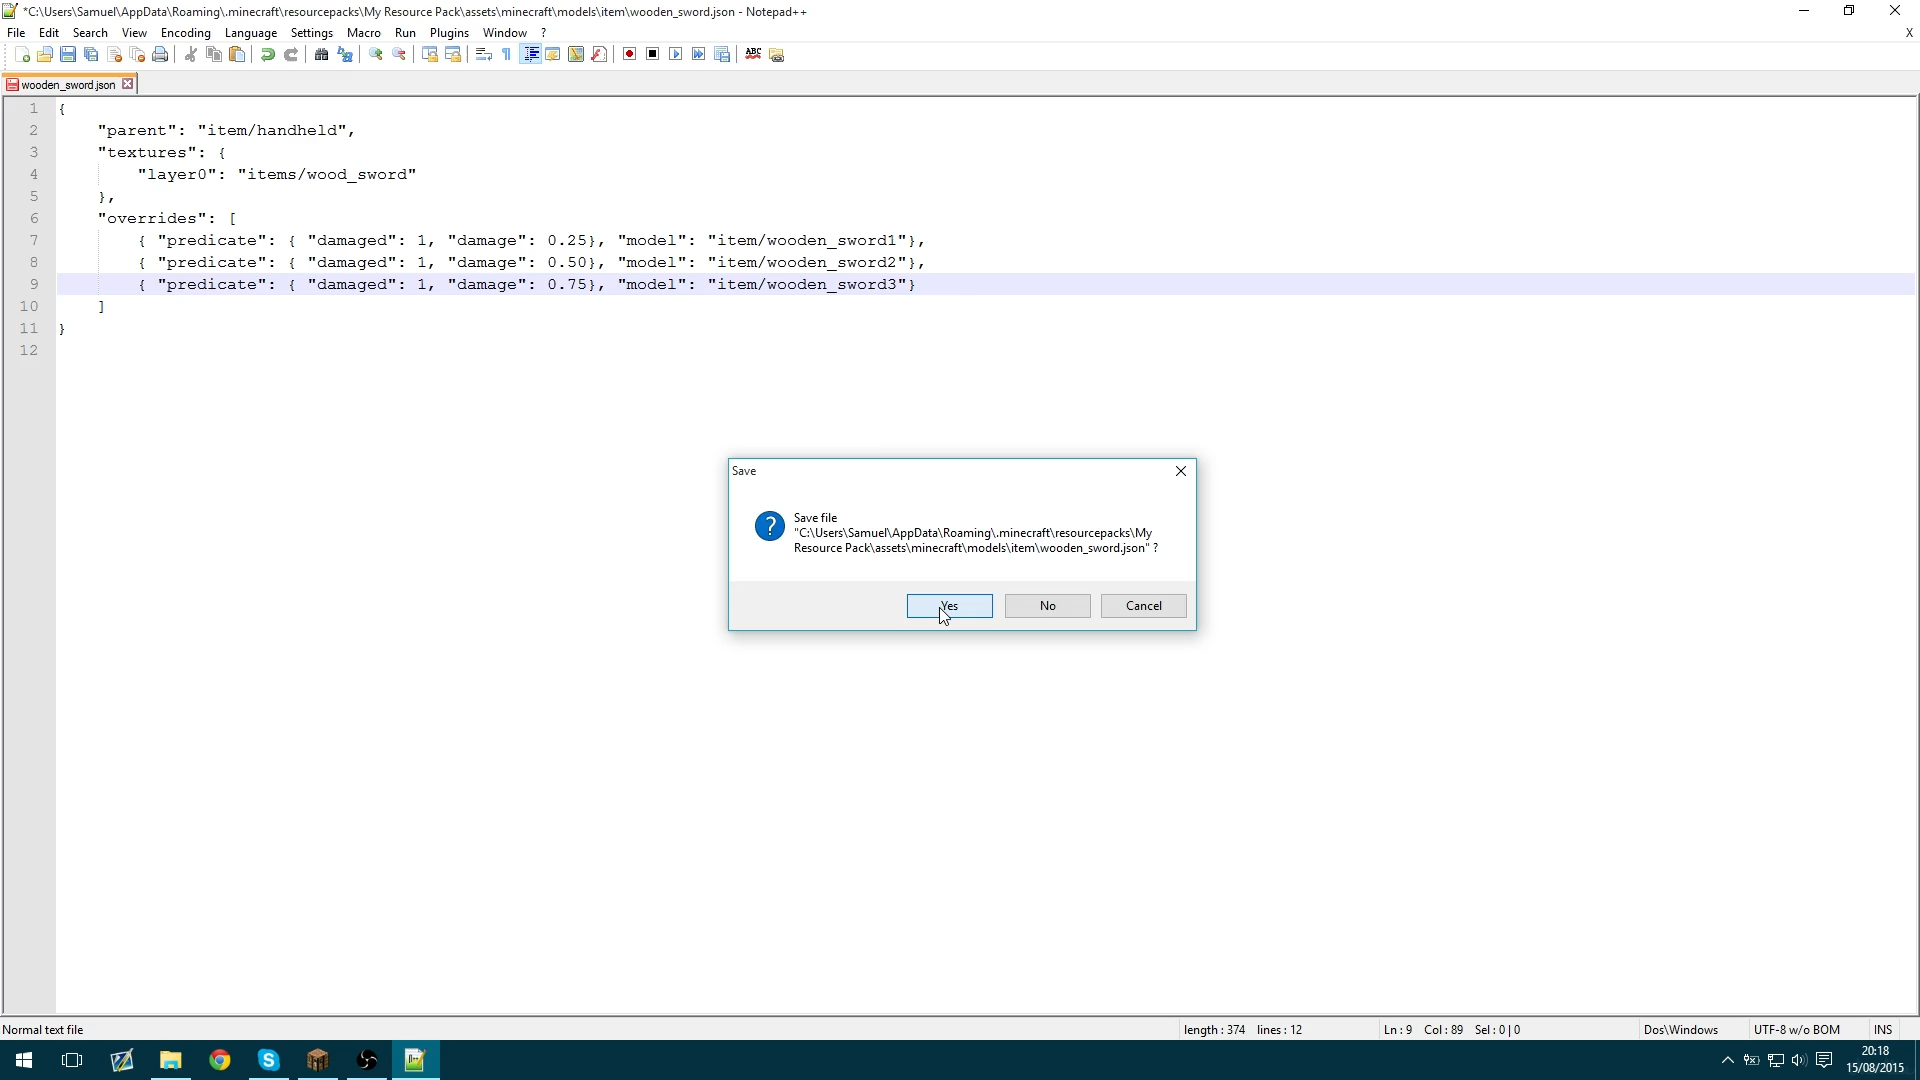 *C:\Users\Samuel\AppData\Roaming\.minecraft\resourcepacks\My Resource Pack\assets\minecraft\models\item\wooden_sword.json - Notepad++
File Edit Search View Encoding Language Settings Macro Run Plugins Window ? X
ABC
wooden_sword.json
1 {
2 "parent": "item/handheld",
3 "textures": {
4 "layer0": "items/wood_sword"
5 },
6 "overrides": [
7 { "predicate": { "damaged": 1, "damage": 0.25}, "model": "item/wooden_sword1"},
8 { "predicate": { "damaged": 1, "damage": 0.50}, "model": "item/wooden_sword2"},
9 { "predicate": { "damaged": 1, "damage": 0.75}, "model": "item/wooden_sword3"}
10 ]
11 }
12
Save
Save file
"C:\Users\Samuel\AppData\Roaming\.minecraft\resourcepacks\My
Resource Pack\assets\minecraft\models\item\wooden_sword.json" ?
Yes No Cancel
Normal text file length : 374 lines : 12 Ln : 9 Col : 89 Sel : 0 | 0 Dos\Windows UTF-8 w/o BOM INS
20:18
15/08/2015